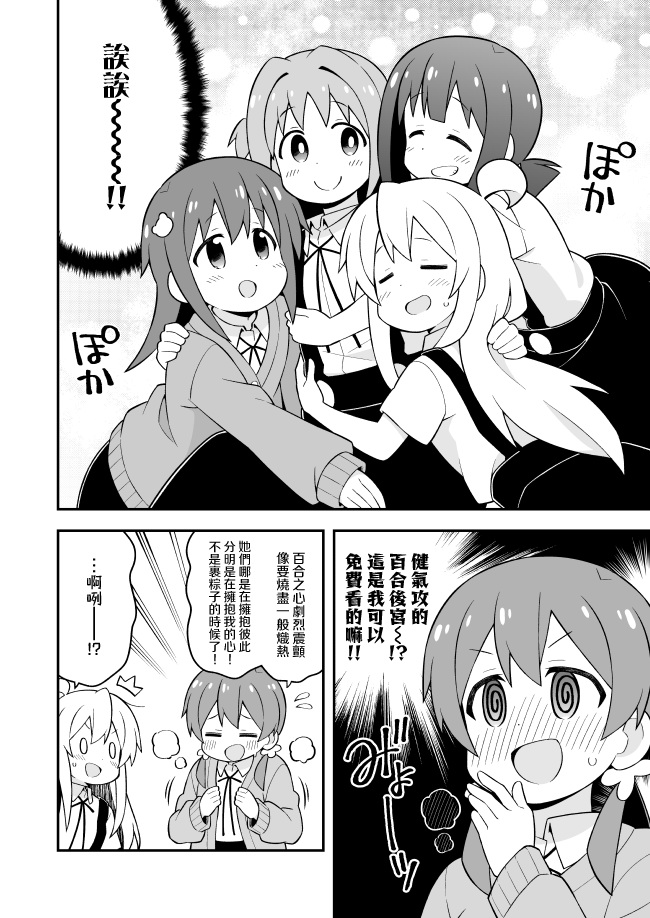 誒誒～～～～～!!
ぽか
ぽか
健氣攻的
百合後宮～!?
這是我可以
免費看的嘛!!
みょーーッ
百合之心劇烈震顫
像要燒盡一般熾熱
她們哪是在擁抱彼此
分明是在擁抱我的心！
不是裹粽子的時候了！
…啊咧——!?